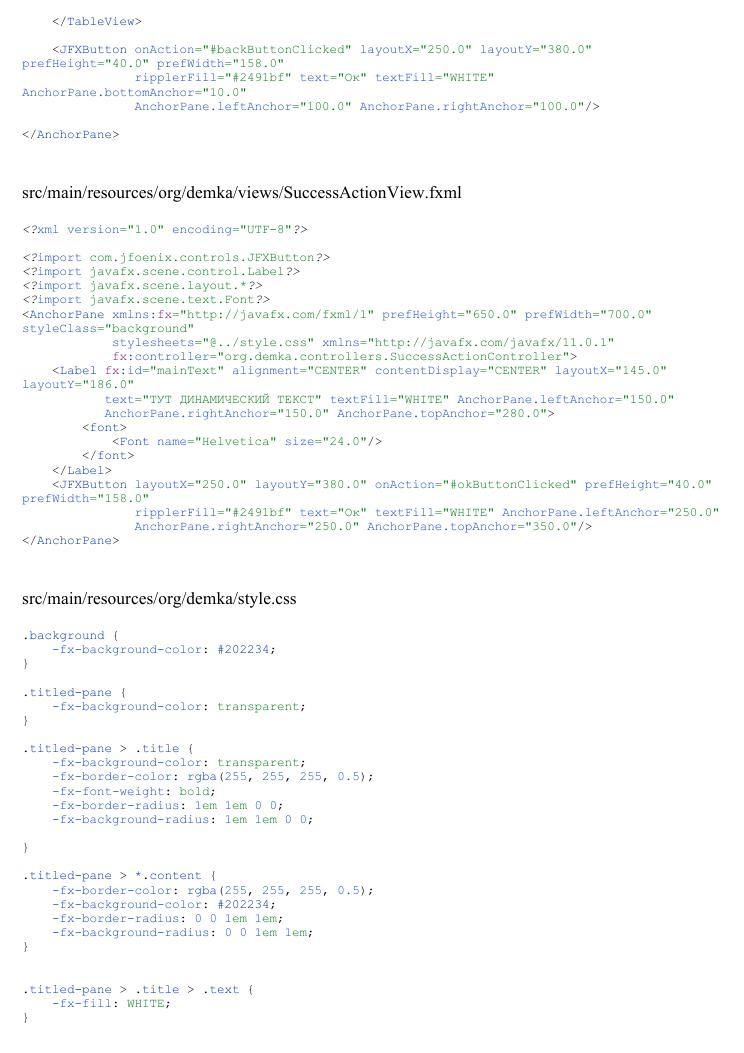 </TableView>

    <JFXButton onAction="#backButtonClicked" layoutX="250.0" layoutY="380.0"
prefHeight="40.0" prefWidth="158.0"
               ripplerFill="#2491bf" text="Ок" textFill="WHITE"
AnchorPane.bottomAnchor="10.0"
               AnchorPane.leftAnchor="100.0" AnchorPane.rightAnchor="100.0"/>

</AnchorPane>

src/main/resources/org/demka/views/SuccessActionView.fxml

<?xml version="1.0" encoding="UTF-8"?>

<?import com.jfoenix.controls.JFXButton?>
<?import javafx.scene.control.Label?>
<?import javafx.scene.layout.*?>
<?import javafx.scene.text.Font?>
<AnchorPane xmlns:fx="http://javafx.com/fxml/1" prefHeight="650.0" prefWidth="700.0"
styleClass="background"
            stylesheets="@../style.css" xmlns="http://javafx.com/javafx/11.0.1"
            fx:controller="org.demka.controllers.SuccessActionController">
    <Label fx:id="mainText" alignment="CENTER" contentDisplay="CENTER" layoutX="145.0"
layoutY="186.0"
           text="ТУТ ДИНАМИЧЕСКИЙ ТЕКСТ" textFill="WHITE" AnchorPane.leftAnchor="150.0"
           AnchorPane.rightAnchor="150.0" AnchorPane.topAnchor="280.0">
        <font>
            <Font name="Helvetica" size="24.0"/>
        </font>
    </Label>
    <JFXButton layoutX="250.0" layoutY="380.0" onAction="#okButtonClicked" prefHeight="40.0"
prefWidth="158.0"
               ripplerFill="#2491bf" text="Ок" textFill="WHITE" AnchorPane.leftAnchor="250.0"
               AnchorPane.rightAnchor="250.0" AnchorPane.topAnchor="350.0"/>
</AnchorPane>

src/main/resources/org/demka/style.css

.background {
    -fx-background-color: #202234;
}

.titled-pane {
    -fx-background-color: transparent;
}

.titled-pane > .title {
    -fx-background-color: transparent;
    -fx-border-color: rgba(255, 255, 255, 0.5);
    -fx-font-weight: bold;
    -fx-border-radius: 1em 1em 0 0;
    -fx-background-radius: 1em 1em 0 0;

}

.titled-pane > *.content {
    -fx-border-color: rgba(255, 255, 255, 0.5);
    -fx-background-color: #202234;
    -fx-border-radius: 0 0 1em 1em;
    -fx-background-radius: 0 0 1em 1em;
}

.titled-pane > .title > .text {
    -fx-fill: WHITE;
}